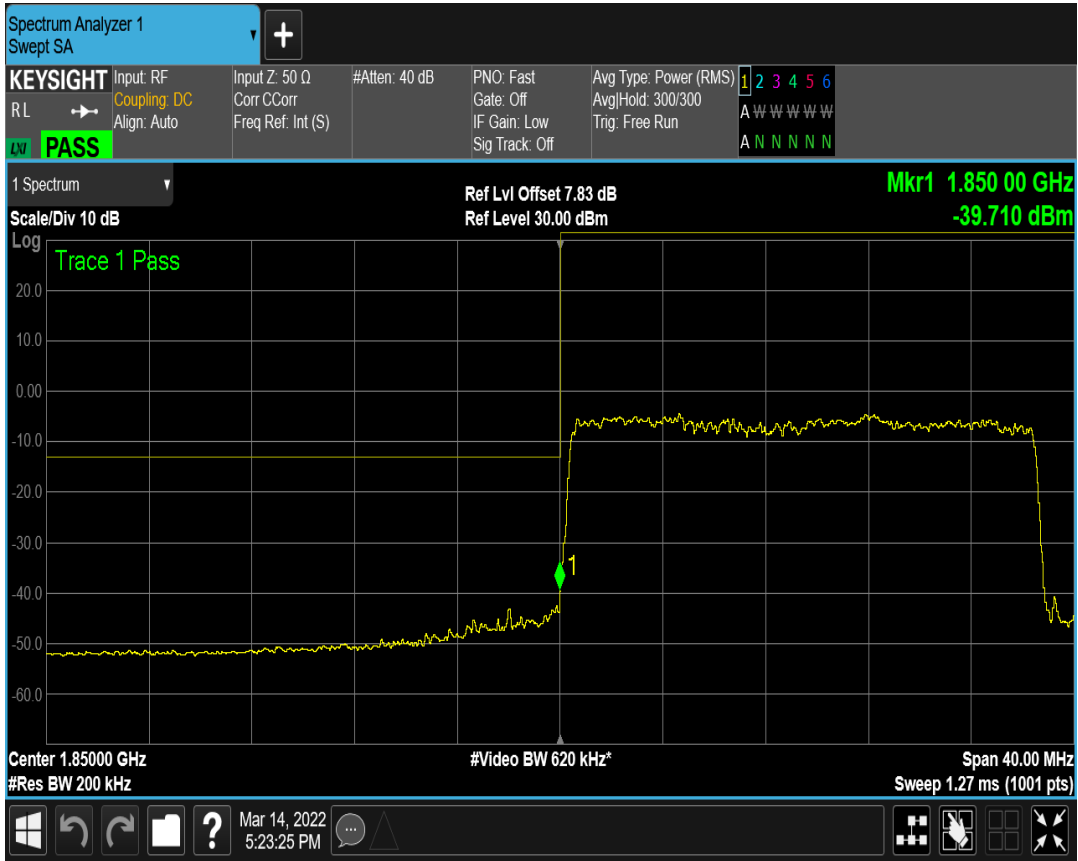 Spectrum Analyzer 1
Swept SA
+
KEYSIGHT
R L
LXI PASS
Input: RF
Coupling: DC
Align: Auto
Input Z: 50 Ω
Corr CCorr
Freq Ref: Int (S)
#Atten: 40 dB
PNO: Fast
Gate: Off
IF Gain: Low
Sig Track: Off
Avg Type: Power (RMS)
Avg|Hold: 300/300
Trig: Free Run
1 2 3 4 5 6
A W W W W W
A N N N N N
1 Spectrum
Scale/Div 10 dB
Ref Lvl Offset 7.83 dB
Ref Level 30.00 dBm
Mkr1 1.850 00 GHz
-39.710 dBm
Log
Trace 1 Pass
20.0
10.0
0.00
-10.0
-20.0
-30.0
1
-40.0
-50.0
-60.0
Center 1.85000 GHz
#Res BW 200 kHz
#Video BW 620 kHz*
Span 40.00 MHz
Sweep 1.27 ms (1001 pts)
?
Mar 14, 2022
5:23:25 PM